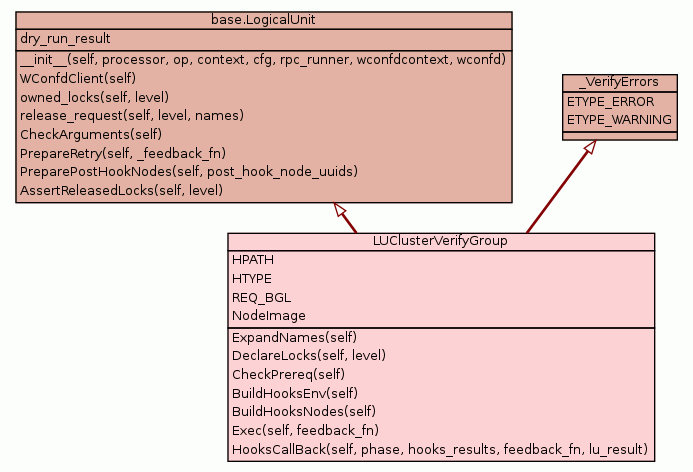 base.LogicalUnit
dry_run_result
__init__(self, processor, op, context, cfg, rpc_runner, wconfdcontext, wconfd)
WConfdClient(self)
owned_locks(self, level)
release_request(self, level, names)
CheckArguments(self)
PrepareRetry(self, _feedback_fn)
PreparePostHookNodes(self, post_hook_node_uuids)
AssertReleasedLocks(self, level)
_VerifyErrors
ETYPE_ERROR
ETYPE_WARNING
LUClusterVerifyGroup
HPATH
HTYPE
REQ_BGL
NodeImage
ExpandNames(self)
DeclareLocks(self, level)
CheckPrereq(self)
BuildHooksEnv(self)
BuildHooksNodes(self)
Exec(self, feedback_fn)
HooksCallBack(self, phase, hooks_results, feedback_fn, lu_result)